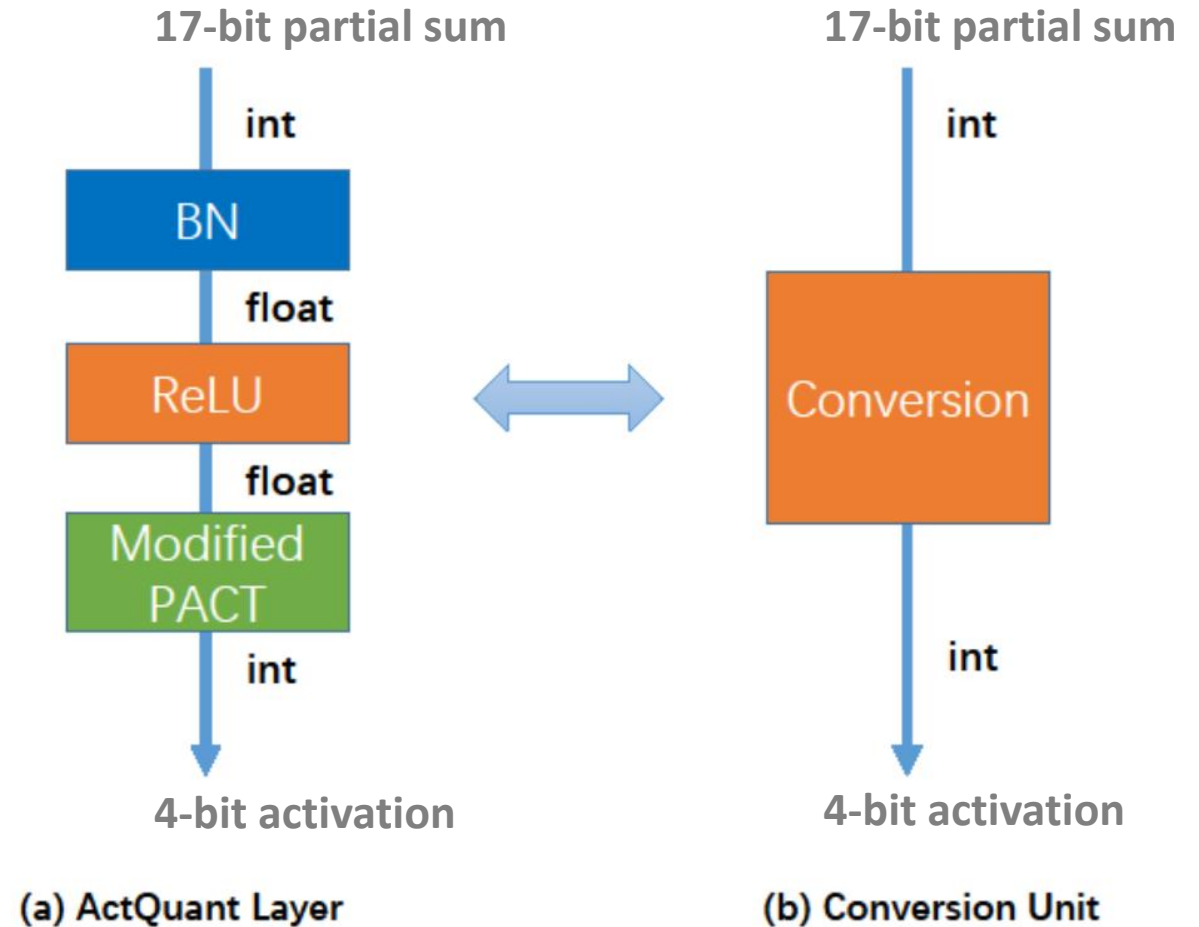 17-bit partial sum
int
BN
float
ReLU
float
Modified
PACT
int
4-bit activation
(a) ActQuant Layer
17-bit partial sum
int
Conversion
int
4-bit activation
(b) Conversion Unit